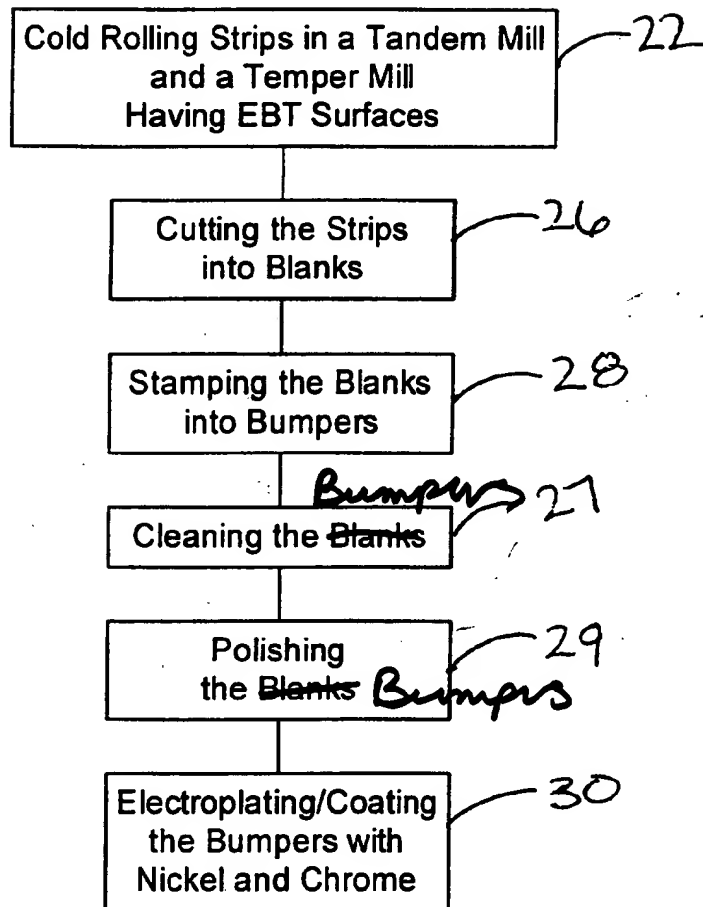 Cold Rolling Strips in a Tandem Mill
and a Temper Mill
Having EBT Surfaces
22
Cutting the Strips
into Blanks
26
Stamping the Blanks
into Bumpers
28
Bumpers
Cleaning the Blanks
27
Polishing
the Blanks Bumpers
29
Electroplating/Coating
the Bumpers with
Nickel and Chrome
30